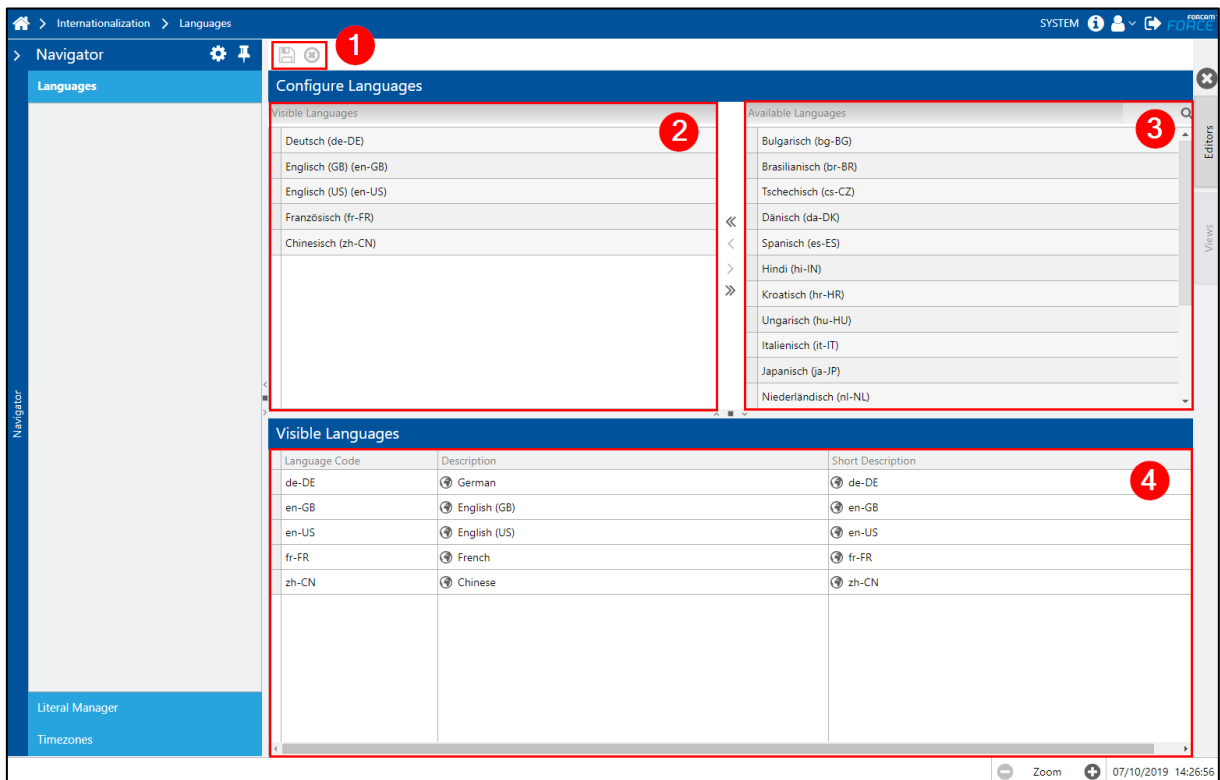 Internationalization Languages SYSTEM FORCAM FORCE
Navigator 1
Languages Configure Languages
Visible Languages 2 Available Languages 3
Deutsch (de-DE) Bulgarisch (bg-BG)
Englisch (GB) (en-GB) Brasilianisch (br-BR)
Englisch (US) (en-US) Tschechisch (cs-CZ)
Französisch (fr-FR) Dänisch (da-DK)
Chinesisch (zh-CN) Spanisch (es-ES)
Hindi (hi-IN)
Kroatisch (hr-HR)
Ungarisch (hu-HU)
Italienisch (it-IT)
Japanisch (ja-JP)
Niederländisch (nl-NL)
Editors
Views
Navigator
Visible Languages
Language Code Description Short Description 4
de-DE German de-DE
en-GB English (GB) en-GB
en-US English (US) en-US
fr-FR French fr-FR
zh-CN Chinese zh-CN
Literal Manager
Timezones
Zoom 07/10/2019 14:26:56